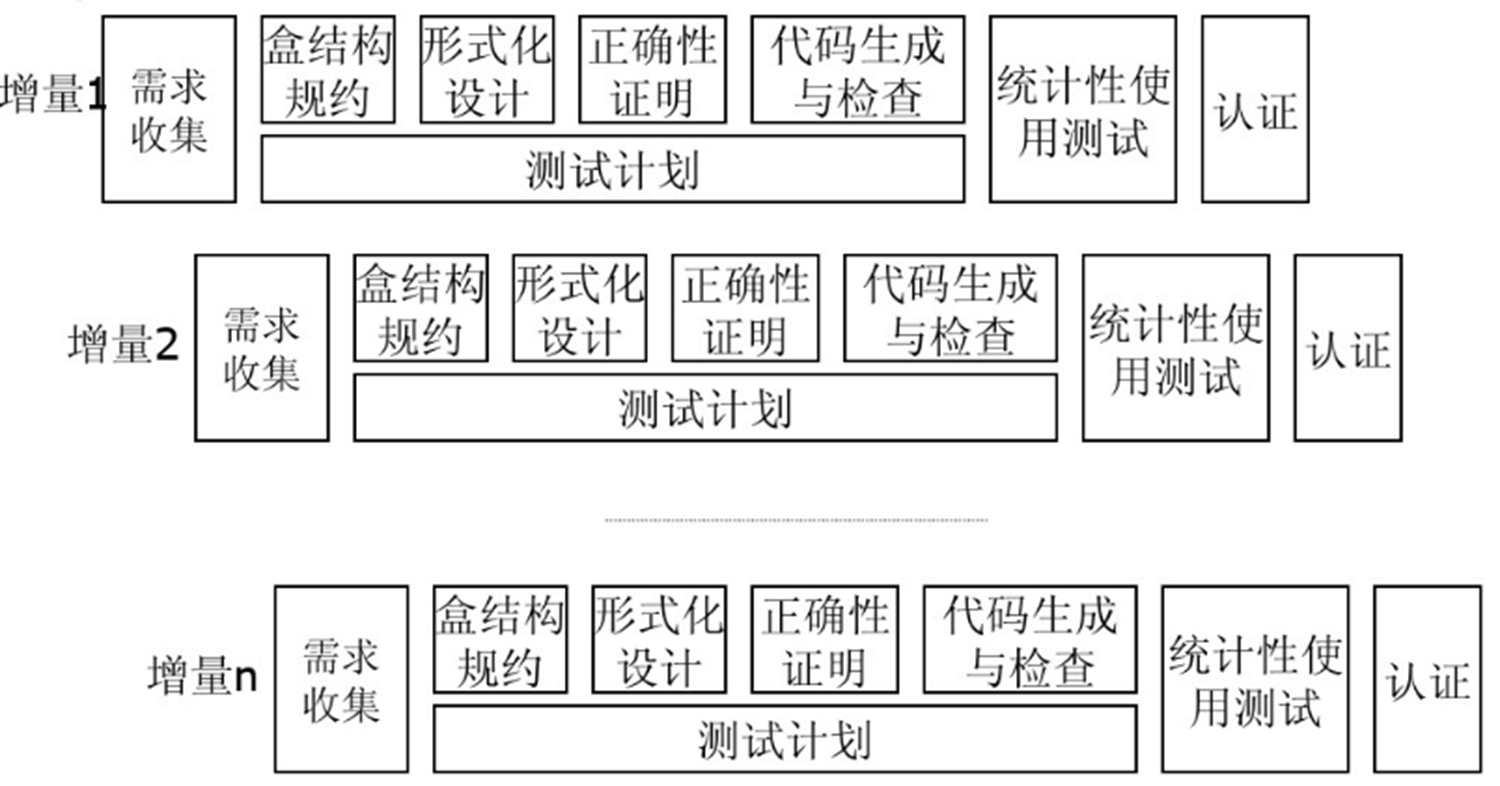 增量1
需求
收集
盒结构
规约
形式化
设计
正确性
证明
代码生成
与检查
测试计划
统计性使
用测试
认证
增量2
需求
收集
盒结构
规约
形式化
设计
正确性
证明
代码生成
与检查
测试计划
统计性使
用测试
认证
增量n
需求
收集
盒结构
规约
形式化
设计
正确性
证明
代码生成
与检查
测试计划
统计性使
用测试
认证